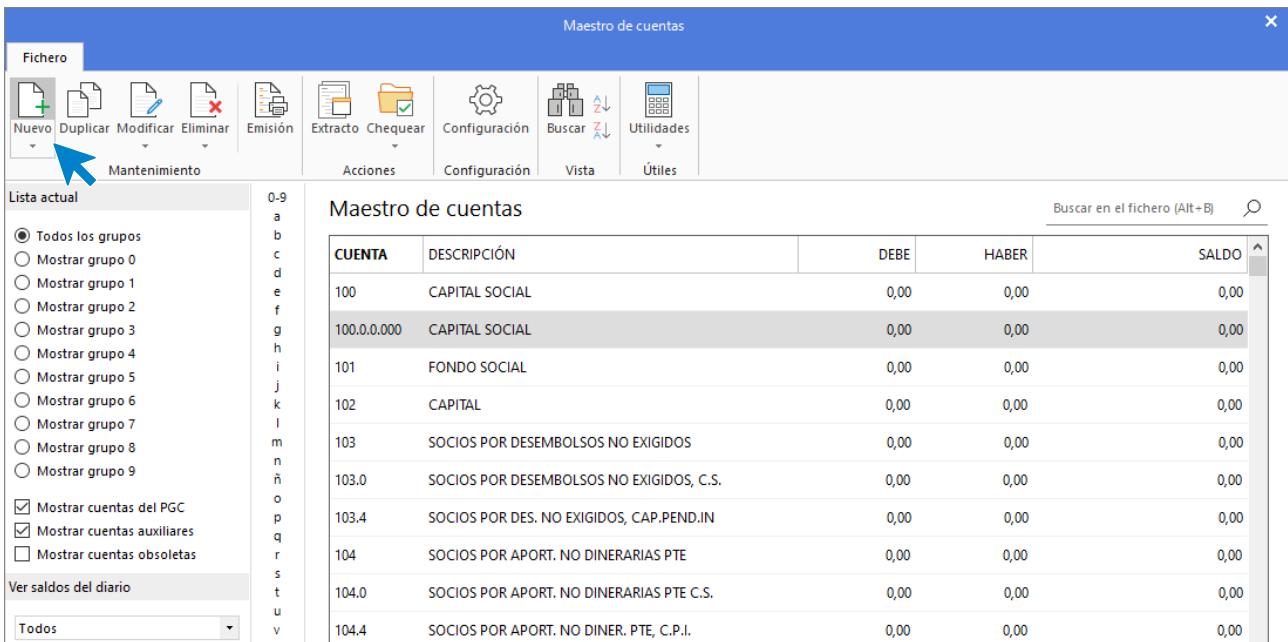 Maestro de cuentas
Fichero
Nuevo Duplicar Modificar Eliminar Emisión Extracto Chequear Configuración Buscar Utilidades
Mantenimiento Acciones Configuración Vista Útiles
Lista actual
Todos los grupos
Mostrar grupo 0
Mostrar grupo 1
Mostrar grupo 2
Mostrar grupo 3
Mostrar grupo 4
Mostrar grupo 5
Mostrar grupo 6
Mostrar grupo 7
Mostrar grupo 8
Mostrar grupo 9
Mostrar cuentas del PGC
Mostrar cuentas auxiliares
Mostrar cuentas obsoletas
Ver saldos del diario
Todos
0-9
a
b
c
d
e
f
g
h
i
j
k
l
m
n
ñ
o
p
q
r
s
t
u
v
Maestro de cuentas
Buscar en el fichero (Alt+B)
CUENTA DESCRIPCIÓN DEBE HABER SALDO
100 CAPITAL SOCIAL 0,00 0,00 0,00
100.0.0.000 CAPITAL SOCIAL 0,00 0,00 0,00
101 FONDO SOCIAL 0,00 0,00 0,00
102 CAPITAL 0,00 0,00 0,00
103 SOCIOS POR DESEMBOLSOS NO EXIGIDOS 0,00 0,00 0,00
103.0 SOCIOS POR DESEMBOLSOS NO EXIGIDOS, C.S. 0,00 0,00 0,00
103.4 SOCIOS POR DES. NO EXIGIDOS, CAP.PEND.IN 0,00 0,00 0,00
104 SOCIOS POR APORT. NO DINERARIAS PTE 0,00 0,00 0,00
104.0 SOCIOS POR APORT. NO DINERARIAS PTE C.S. 0,00 0,00 0,00
104.4 SOCIOS POR APORT. NO DINER. PTE, C.P.I. 0,00 0,00 0,00